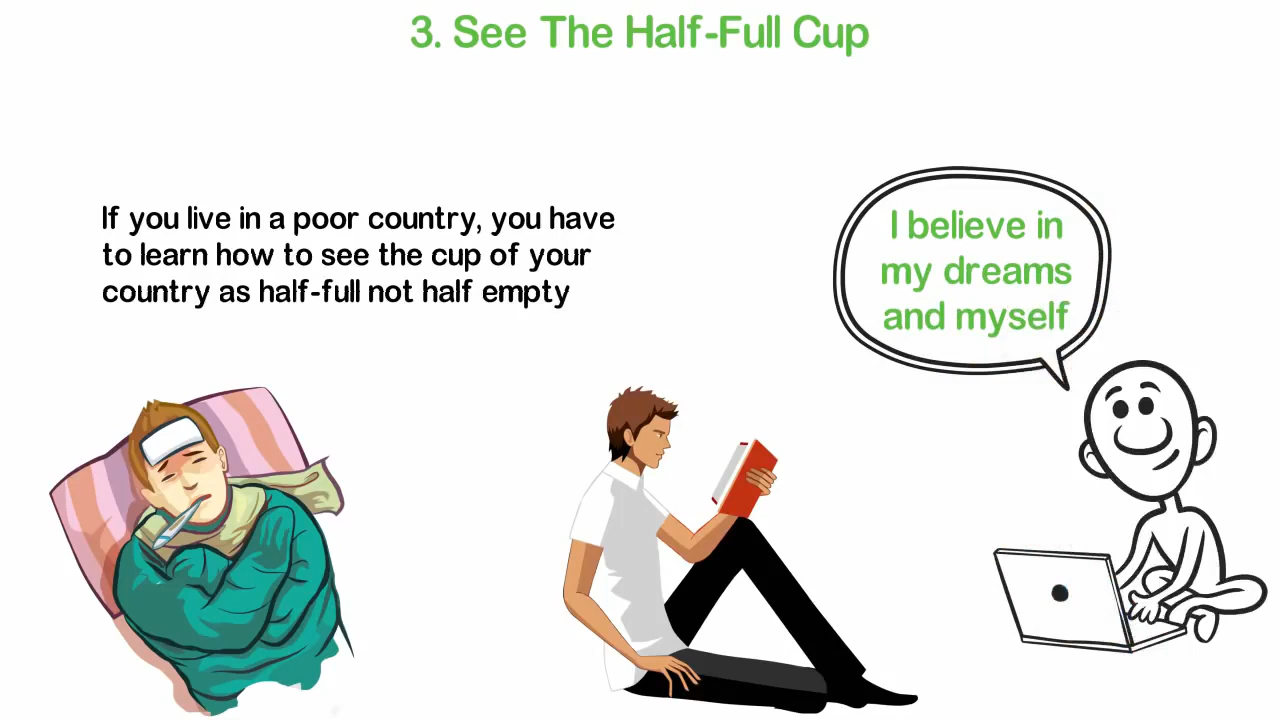 3. See The Half-Full Cup
If you live in a poor country, you have
to learn how to see the cup of your
country as half-full not half empty
I believe in
my dreams
and myself